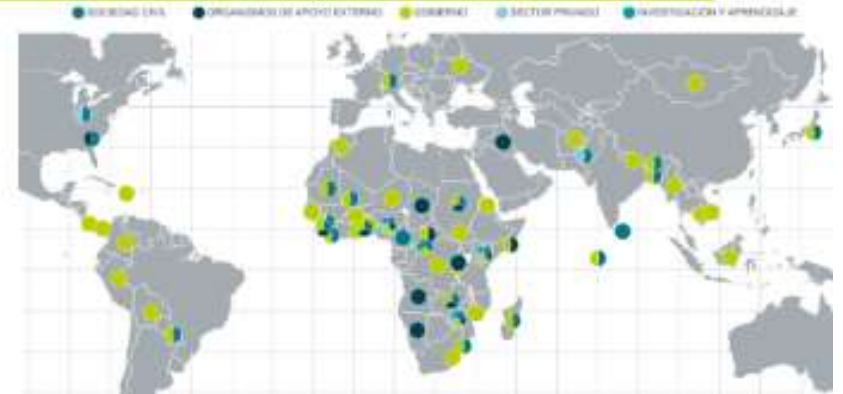 SOCIEDAD CIVIL ORGANISMOS DE APOYO EXTERNO GOBIERNO SECTOR PRIVADO INVESTIGACIÓN Y APRENDIZAJE